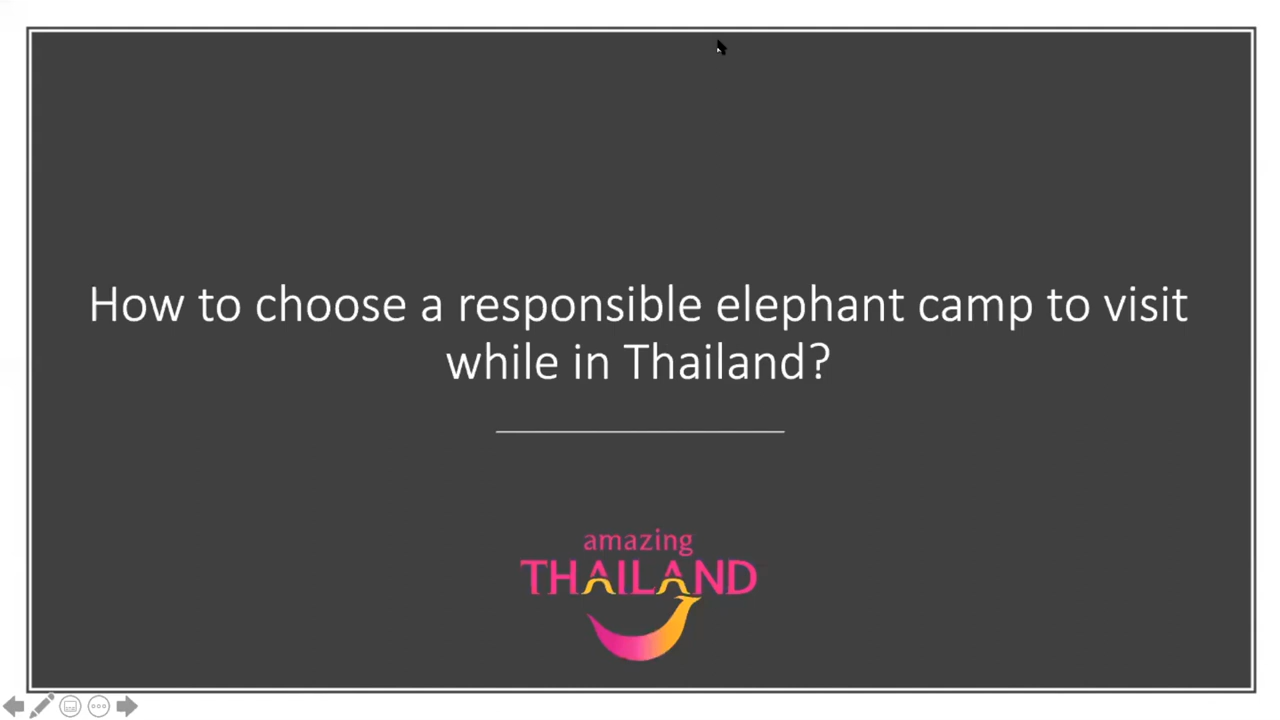 How to choose a responsible elephant camp to visit
while in Thailand?
amazing
THAILAND